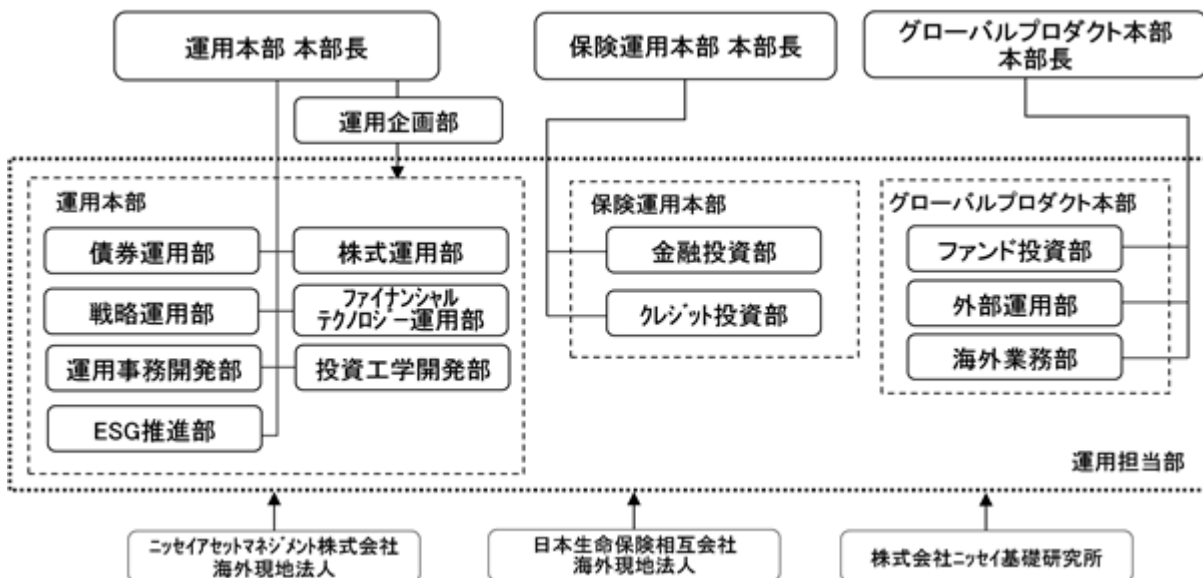 運用本部 本部長
保険運用本部 本部長
グローバルプロダクト本部
本部長
運用企画部
運用本部
債券運用部
株式運用部
戦略運用部
ファイナンシャル
テクノロジー運用部
運用事務開発部
投資工学開発部
ESG推進部
保険運用本部
金融投資部
クレジット投資部
グローバルプロダクト本部
ファンド投資部
外部運用部
海外業務部
運用担当部
ニッセイアセットマネジメント株式会社
海外現地法人
日本生命保険相互会社
海外現地法人
株式会社ニッセイ基礎研究所